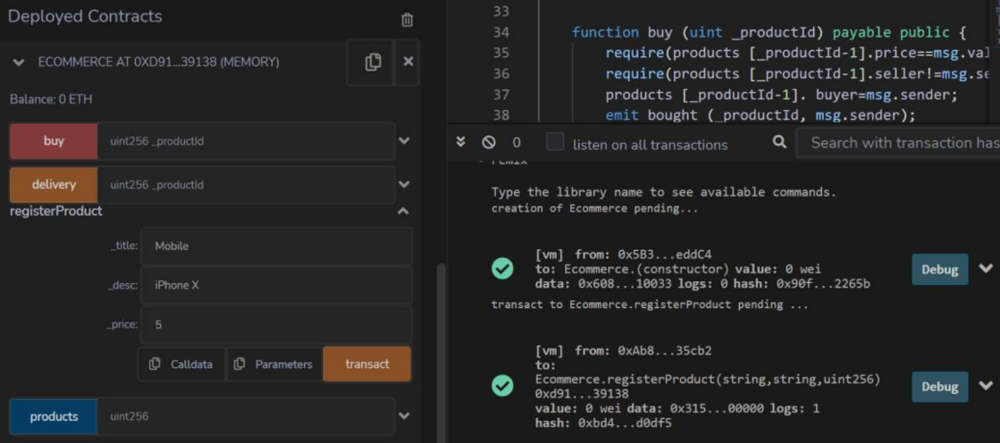 Deployed Contracts
ECOMMERCE AT 0XD91...39138 (MEMORY)
Balance: 0 ETH
buy uint256 _productId
delivery uint256 _productId
registerProduct
_title: Mobile
_desc: iPhone X
_price: 5
Calldata Parameters transact
products uint256
33
34 function buy (uint _productId) payable public {
35 require(products [_productId-1].price==msg.val
36 require(products [_productId-1].seller!=msg.se
37 products [_productId-1]. buyer=msg.sender;
38 emit bought (_productId, msg.sender);
0 listen on all transactions Search with transaction has
remix
Type the library name to see available commands.
creation of Ecommerce pending...
[vm] from: 0x5B3...eddC4
to: Ecommerce.(constructor) value: 0 wei
data: 0x608...10033 logs: 0 hash: 0x90f...2265b
Debug
transact to Ecommerce.registerProduct pending ...
[vm] from: 0xAb8...35cb2
to:
Ecommerce.registerProduct(string,string,uint256)
0xd91...39138
value: 0 wei data: 0x315...00000 logs: 1
hash: 0xbd4...d0df5
Debug